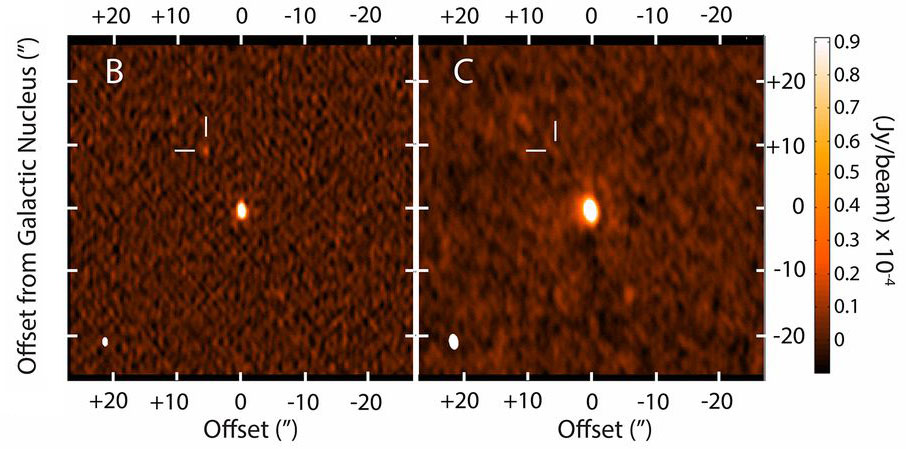 +20 +10 0 -10 -20 +20 +10 0 -10 -20
Offset from Galactic Nucleus (″)
B
C
+20
+10
0
-10
-20
0.9
0.8
0.7
0.6
0.5
0.4
0.3
0.2
0.1
0
(Jy/beam) x 10⁻⁴
+20 +10 0 -10 -20 +20 +10 0 -10 -20
Offset (″) Offset (″)